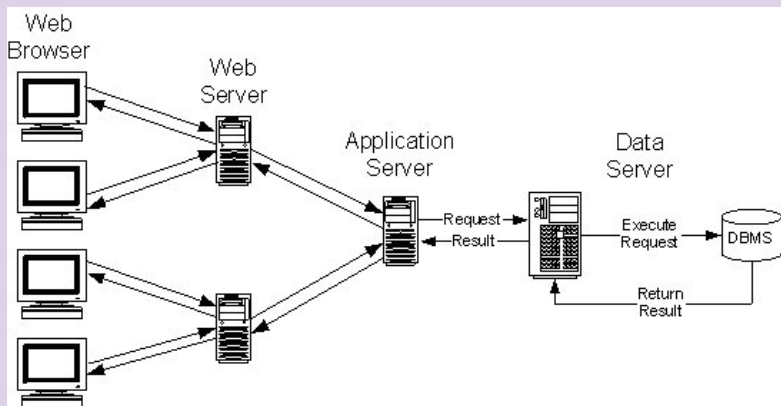 Web
Browser
Web
Server
Application
Server
Data
Server
Request
Result
Execute
Request
DBMS
Return
Result